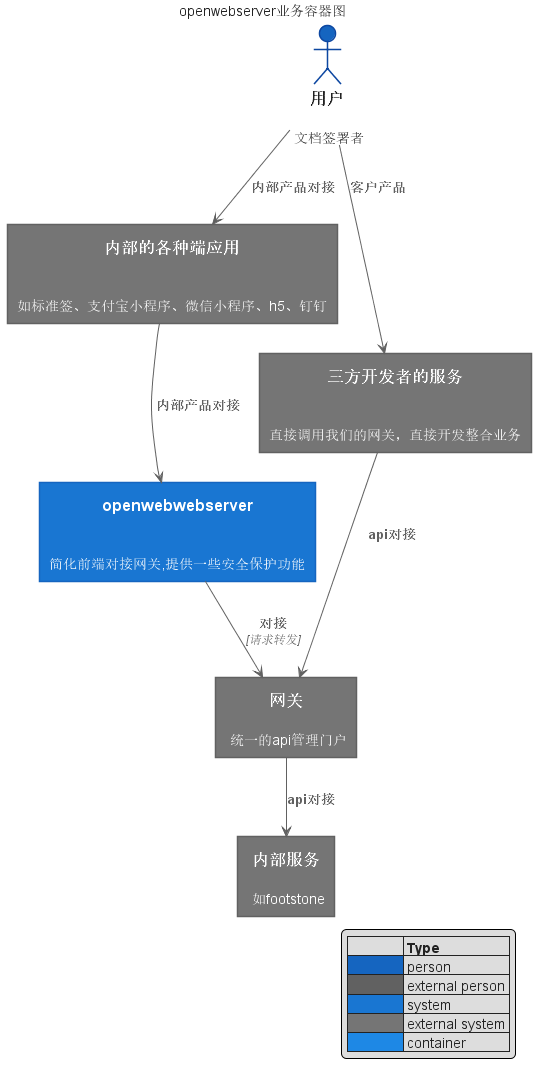 openwebserver业务容器图
用户
文档签署者
内部产品对接
客户产品
内部的各种端应用
如标准签、支付宝小程序、微信小程序、h5、钉钉
三方开发者的服务
直接调用我们的网关，直接开发整合业务
内部产品对接
openwebwebserver
简化前端对接网关,提供一些安全保护功能
api对接
对接
[请求转发]
网关
统一的api管理门户
api对接
内部服务
如footstone
Type
person
external person
system
external system
container